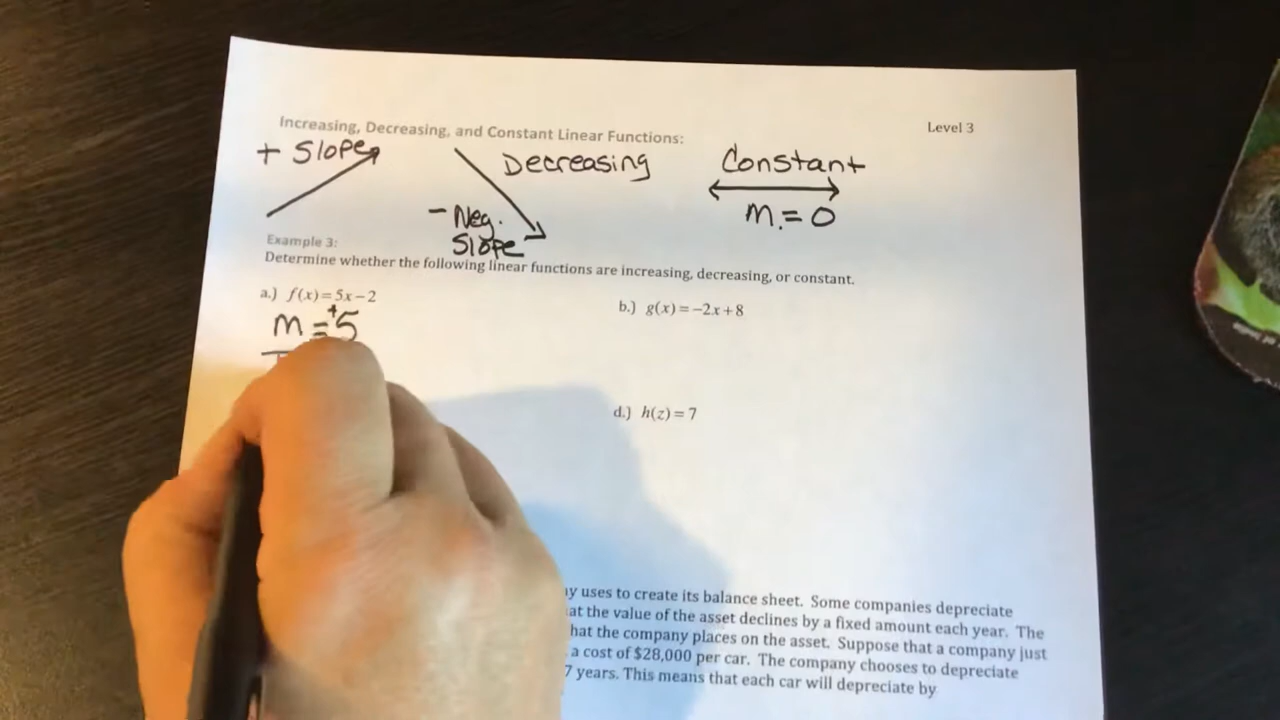 Level 3
Increasing, Decreasing, and Constant Linear Functions:
+ Slope
Decreasing
Constant
- Neg.
Slope
m = 0
Example 3:
Determine whether the following linear functions are increasing, decreasing, or constant.
a.) f(x)=5x−2
b.) g(x)=−2x+8
m = +5
d.) h(z)=7
uses to create its balance sheet. Some companies depreciate
at the value of the asset declines by a fixed amount each year. The
hat the company places on the asset. Suppose that a company just
a cost of $28,000 per car. The company chooses to depreciate
7 years. This means that each car will depreciate by